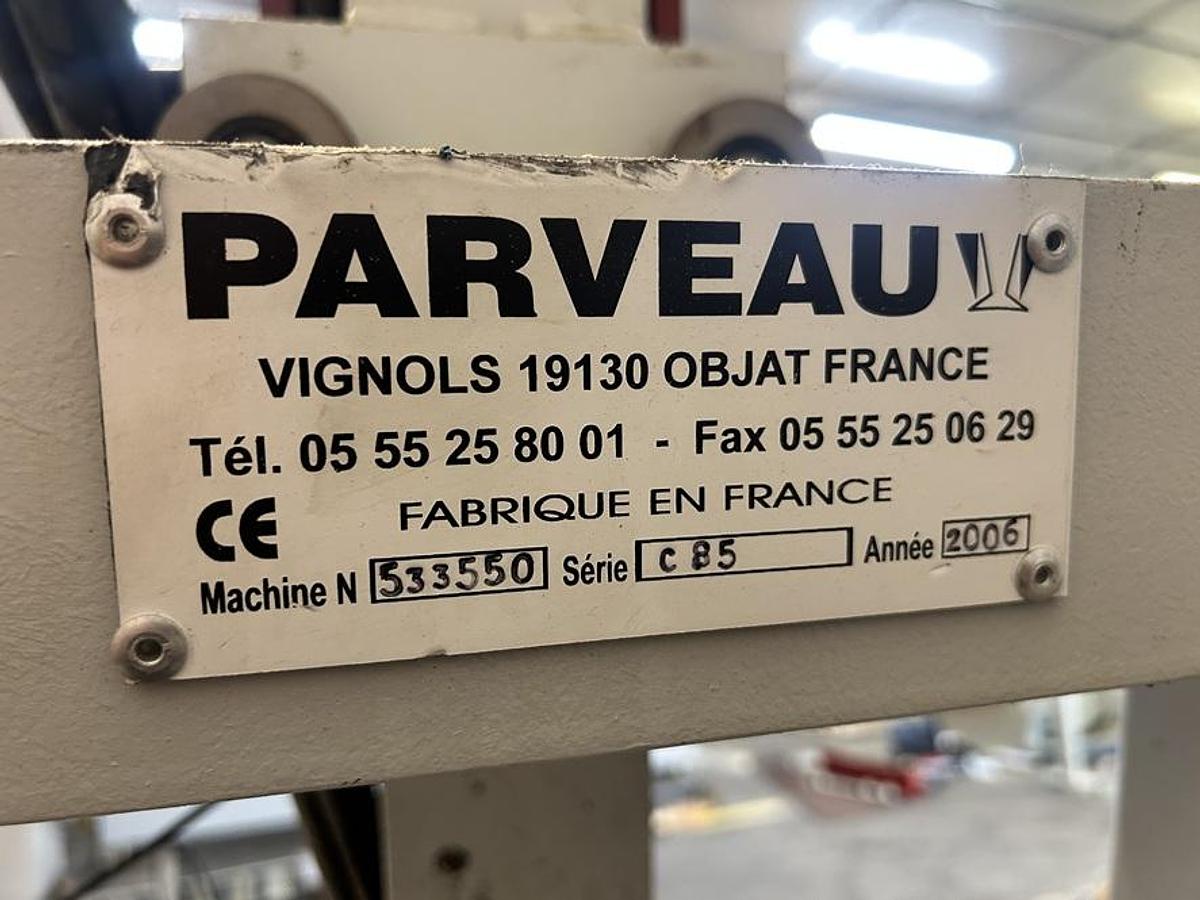 PARVEAU
VIGNOLS 19130 OBJAT FRANCE
Tél. 05 55 25 80 01 - Fax 05 55 25 06 29
CE FABRIQUE EN FRANCE
Machine N 533550 Série C 85 Année 2006